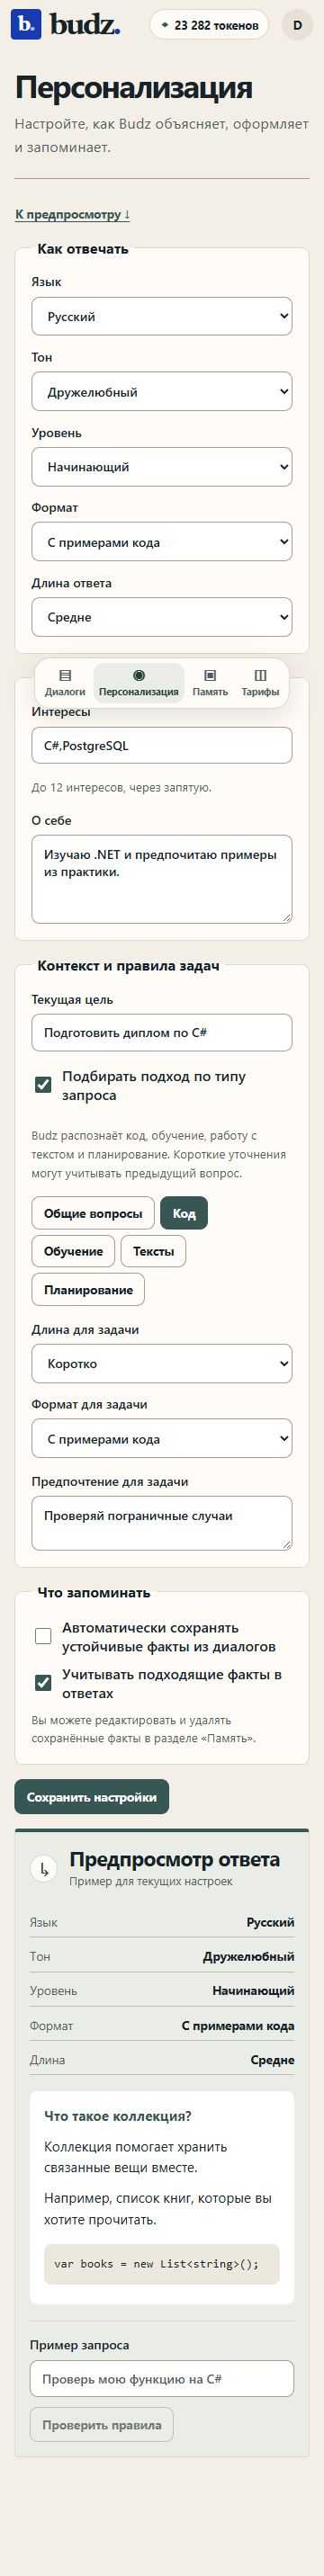 b. budz.
23 282 токенов
D
Персонализация
Настройте, как Budz объясняет, оформляет
и запоминает.
К предпросмотру ↓
Как отвечать
Язык
Русский
Тон
Дружелюбный
Уровень
Начинающий
Формат
С примерами кода
Длина ответа
Средне
Диалоги
Персонализация
Память
Тарифы
Интересы
C#,PostgreSQL
До 12 интересов, через запятую.
О себе
Изучаю .NET и предпочитаю примеры
из практики.
Контекст и правила задач
Текущая цель
Подготовить диплом по C#
Подбирать подход по типу
запроса
Budz распознаёт код, обучение, работу с
текстом и планирование. Короткие уточнения
могут учитывать предыдущий вопрос.
Общие вопросы
Код
Обучение
Тексты
Планирование
Длина для задачи
Коротко
Формат для задачи
С примерами кода
Предпочтение для задачи
Проверяй пограничные случаи
Что запоминать
Автоматически сохранять
устойчивые факты из диалогов
Учитывать подходящие факты в
ответах
Вы можете редактировать и удалять
сохранённые факты в разделе «Память».
Сохранить настройки
Предпросмотр ответа
Пример для текущих настроек
Язык Русский
Тон Дружелюбный
Уровень Начинающий
Формат С примерами кода
Длина Средне
Что такое коллекция?
Коллекция помогает хранить
связанные вещи вместе.
Например, список книг, которые вы
хотите прочитать.
var books = new List<string>();
Пример запроса
Проверь мою функцию на C#
Проверить правила